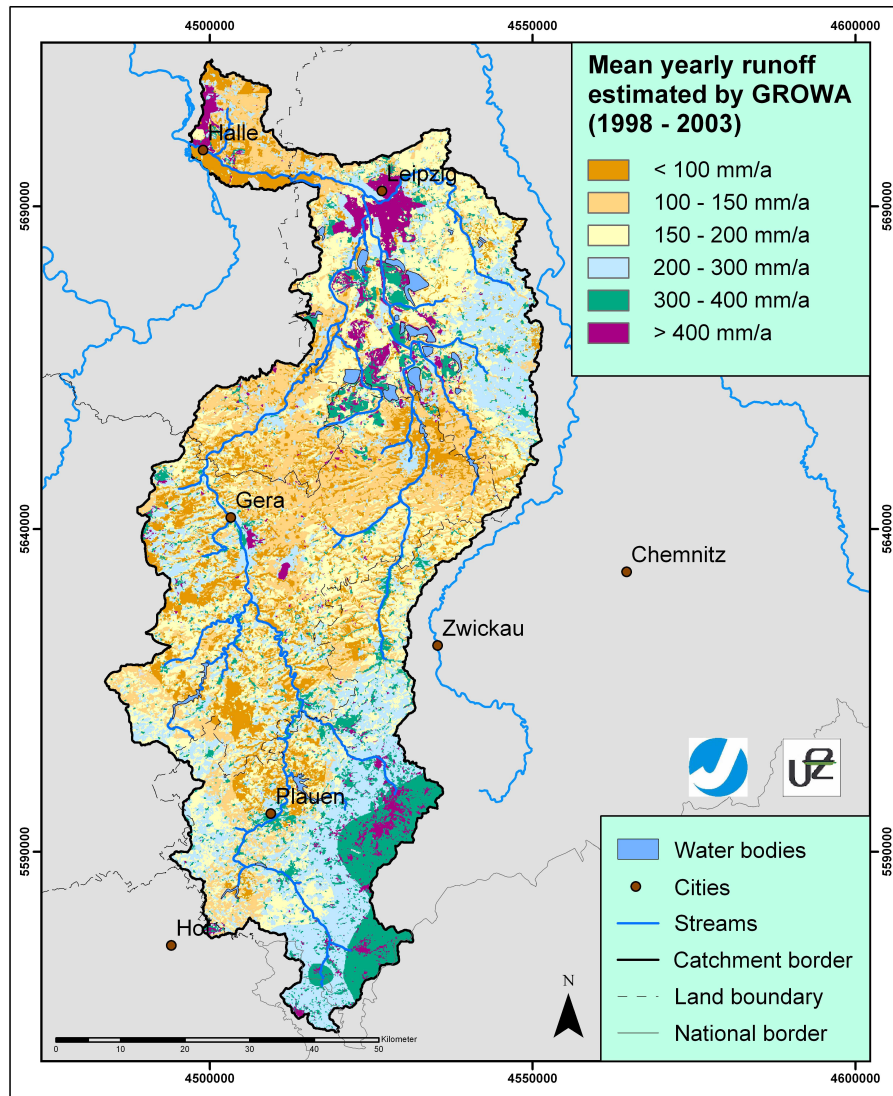 4500000
4550000
4600000
Mean yearly runoff
estimated by GROWA
(1998 - 2003)
< 100 mm/a
100 - 150 mm/a
150 - 200 mm/a
200 - 300 mm/a
300 - 400 mm/a
> 400 mm/a
Halle
Leipzig
5690000
5690000
Gera
5640000
5640000
Chemnitz
Zwickau
UFZ
Plauen
5590000
5590000
Hof
Water bodies
Cities
Streams
Catchment border
Land boundary
National border
N
Kilometer
0
10
20
30
40
50
4500000
4550000
4600000